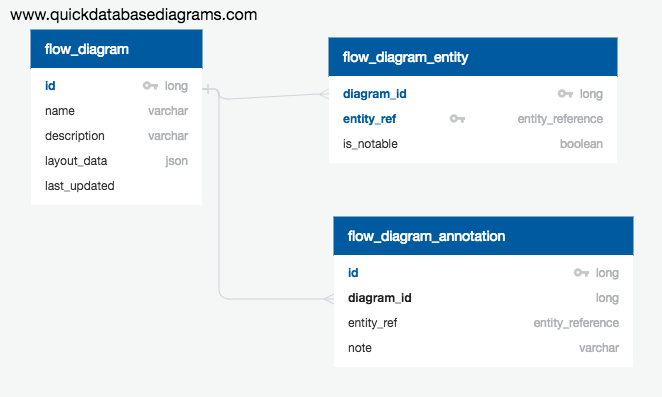 www.quickdatabasediagrams.com
flow_diagram
id long
name varchar
description varchar
layout_data json
last_updated
flow_diagram_entity
diagram_id long
entity_ref entity_reference
is_notable boolean
flow_diagram_annotation
id long
diagram_id long
entity_ref entity_reference
note varchar